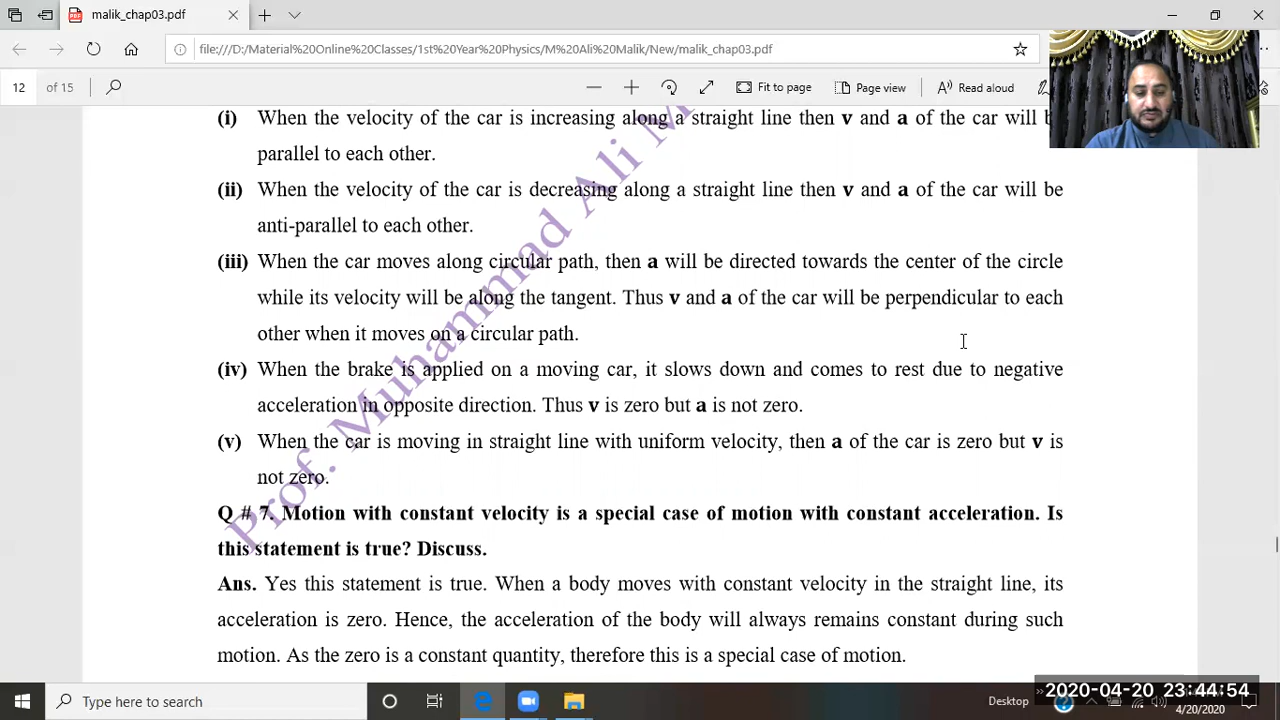 malik_chap03.pdf
file:///D:/Material%20Online%20Classes/1st%20Year%20Physics/M%20Ali%20Malik/New/malik_chap03.pdf
12 of 15
Fit to page
Page view
Read aloud
(i) When the velocity of the car is increasing along a straight line then v and a of the car will
parallel to each other.
(ii) When the velocity of the car is decreasing along a straight line then v and a of the car will be
anti-parallel to each other.
(iii) When the car moves along circular path, then a will be directed towards the center of the circle
while its velocity will be along the tangent. Thus v and a of the car will be perpendicular to each
other when it moves on a circular path.
(iv) When the brake is applied on a moving car, it slows down and comes to rest due to negative
acceleration in opposite direction. Thus v is zero but a is not zero.
(v) When the car is moving in straight line with uniform velocity, then a of the car is zero but v is
not zero.
Q # 7. Motion with constant velocity is a special case of motion with constant acceleration. Is
this statement is true? Discuss.
Ans. Yes this statement is true. When a body moves with constant velocity in the straight line, its
acceleration is zero. Hence, the acceleration of the body will always remains constant during such
motion. As the zero is a constant quantity, therefore this is a special case of motion.
Prof. Muhammad Ali M
Type here to search
Desktop
2020-04-20 23:44:54
4/20/2020